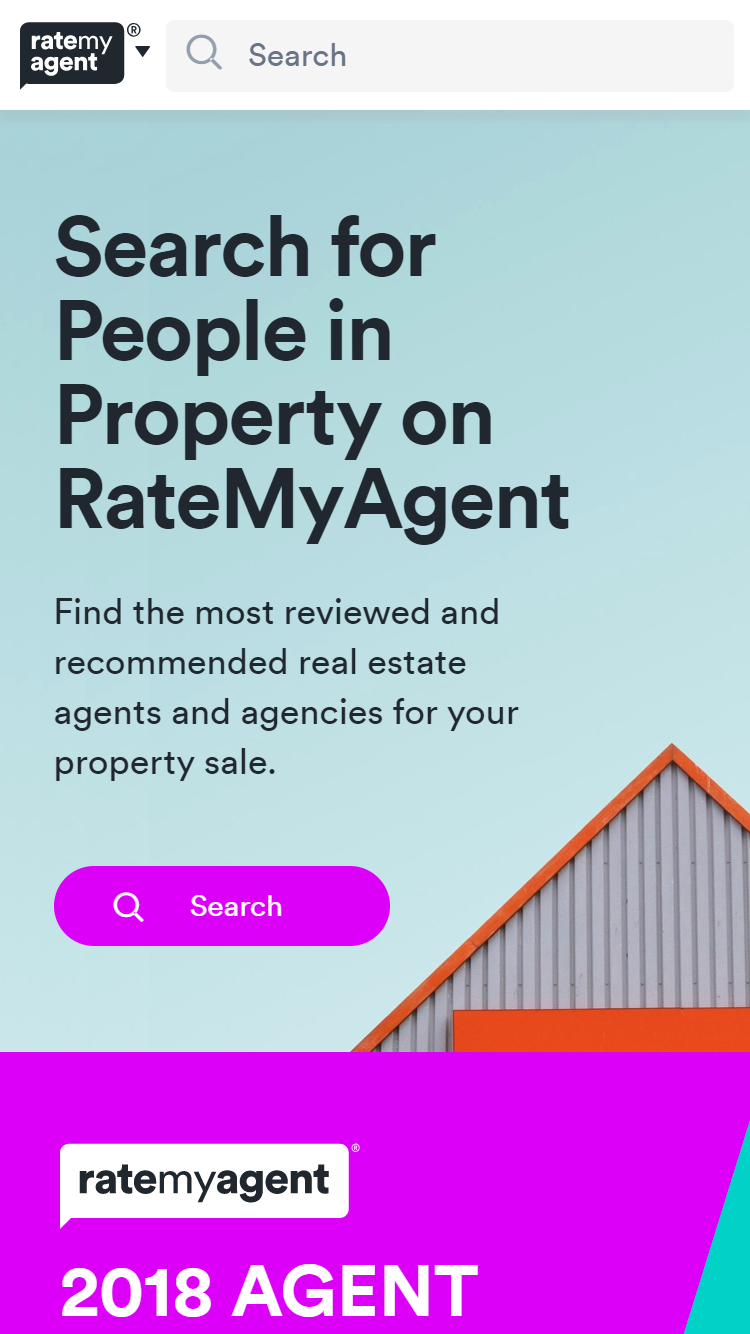 ratemy
agent
®
Search
Search for
People in
Property on
RateMyAgent
Find the most reviewed and
recommended real estate
agents and agencies for your
property sale.
Search
ratemyagent
®
2018 AGENT